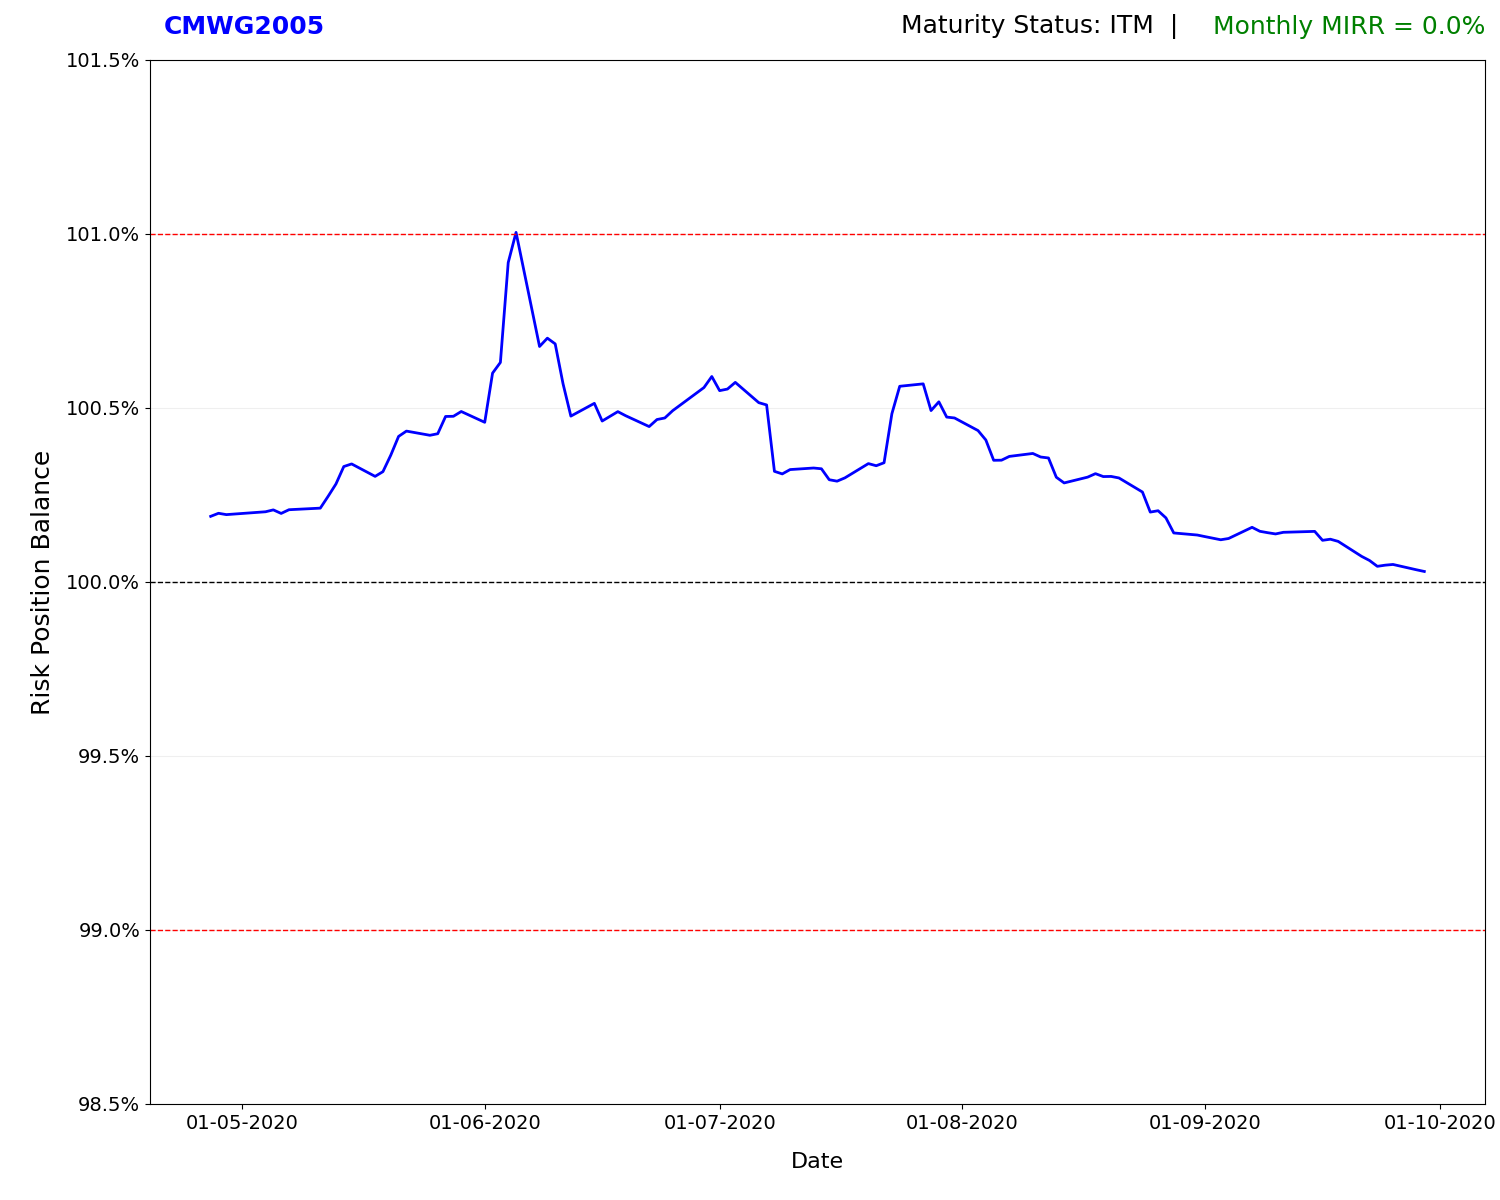 CMWG2005
Maturity Status: ITM | Monthly MIRR = 0.0%
101.5%
101.0%
100.5%
100.0%
99.5%
99.0%
98.5%
Risk Position Balance
01-05-2020 01-06-2020 01-07-2020 01-08-2020 01-09-2020 01-10-2020
Date